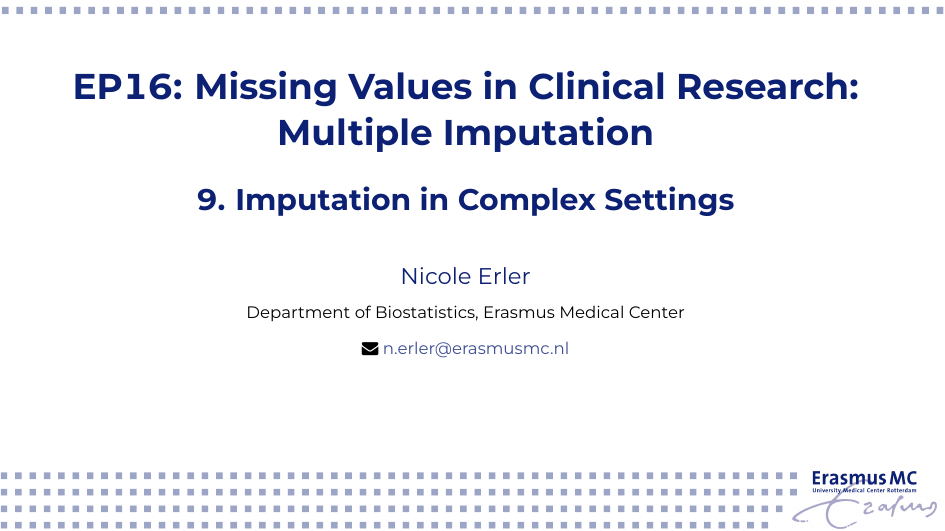 EP16: Missing Values in Clinical Research:
Multiple Imputation
9. Imputation in Complex Settings
Nicole Erler
Department of Biostatistics, Erasmus Medical Center
n.erler@erasmusmc.nl
Erasmus MC
University Medical Center Rotterdam
Erasmus